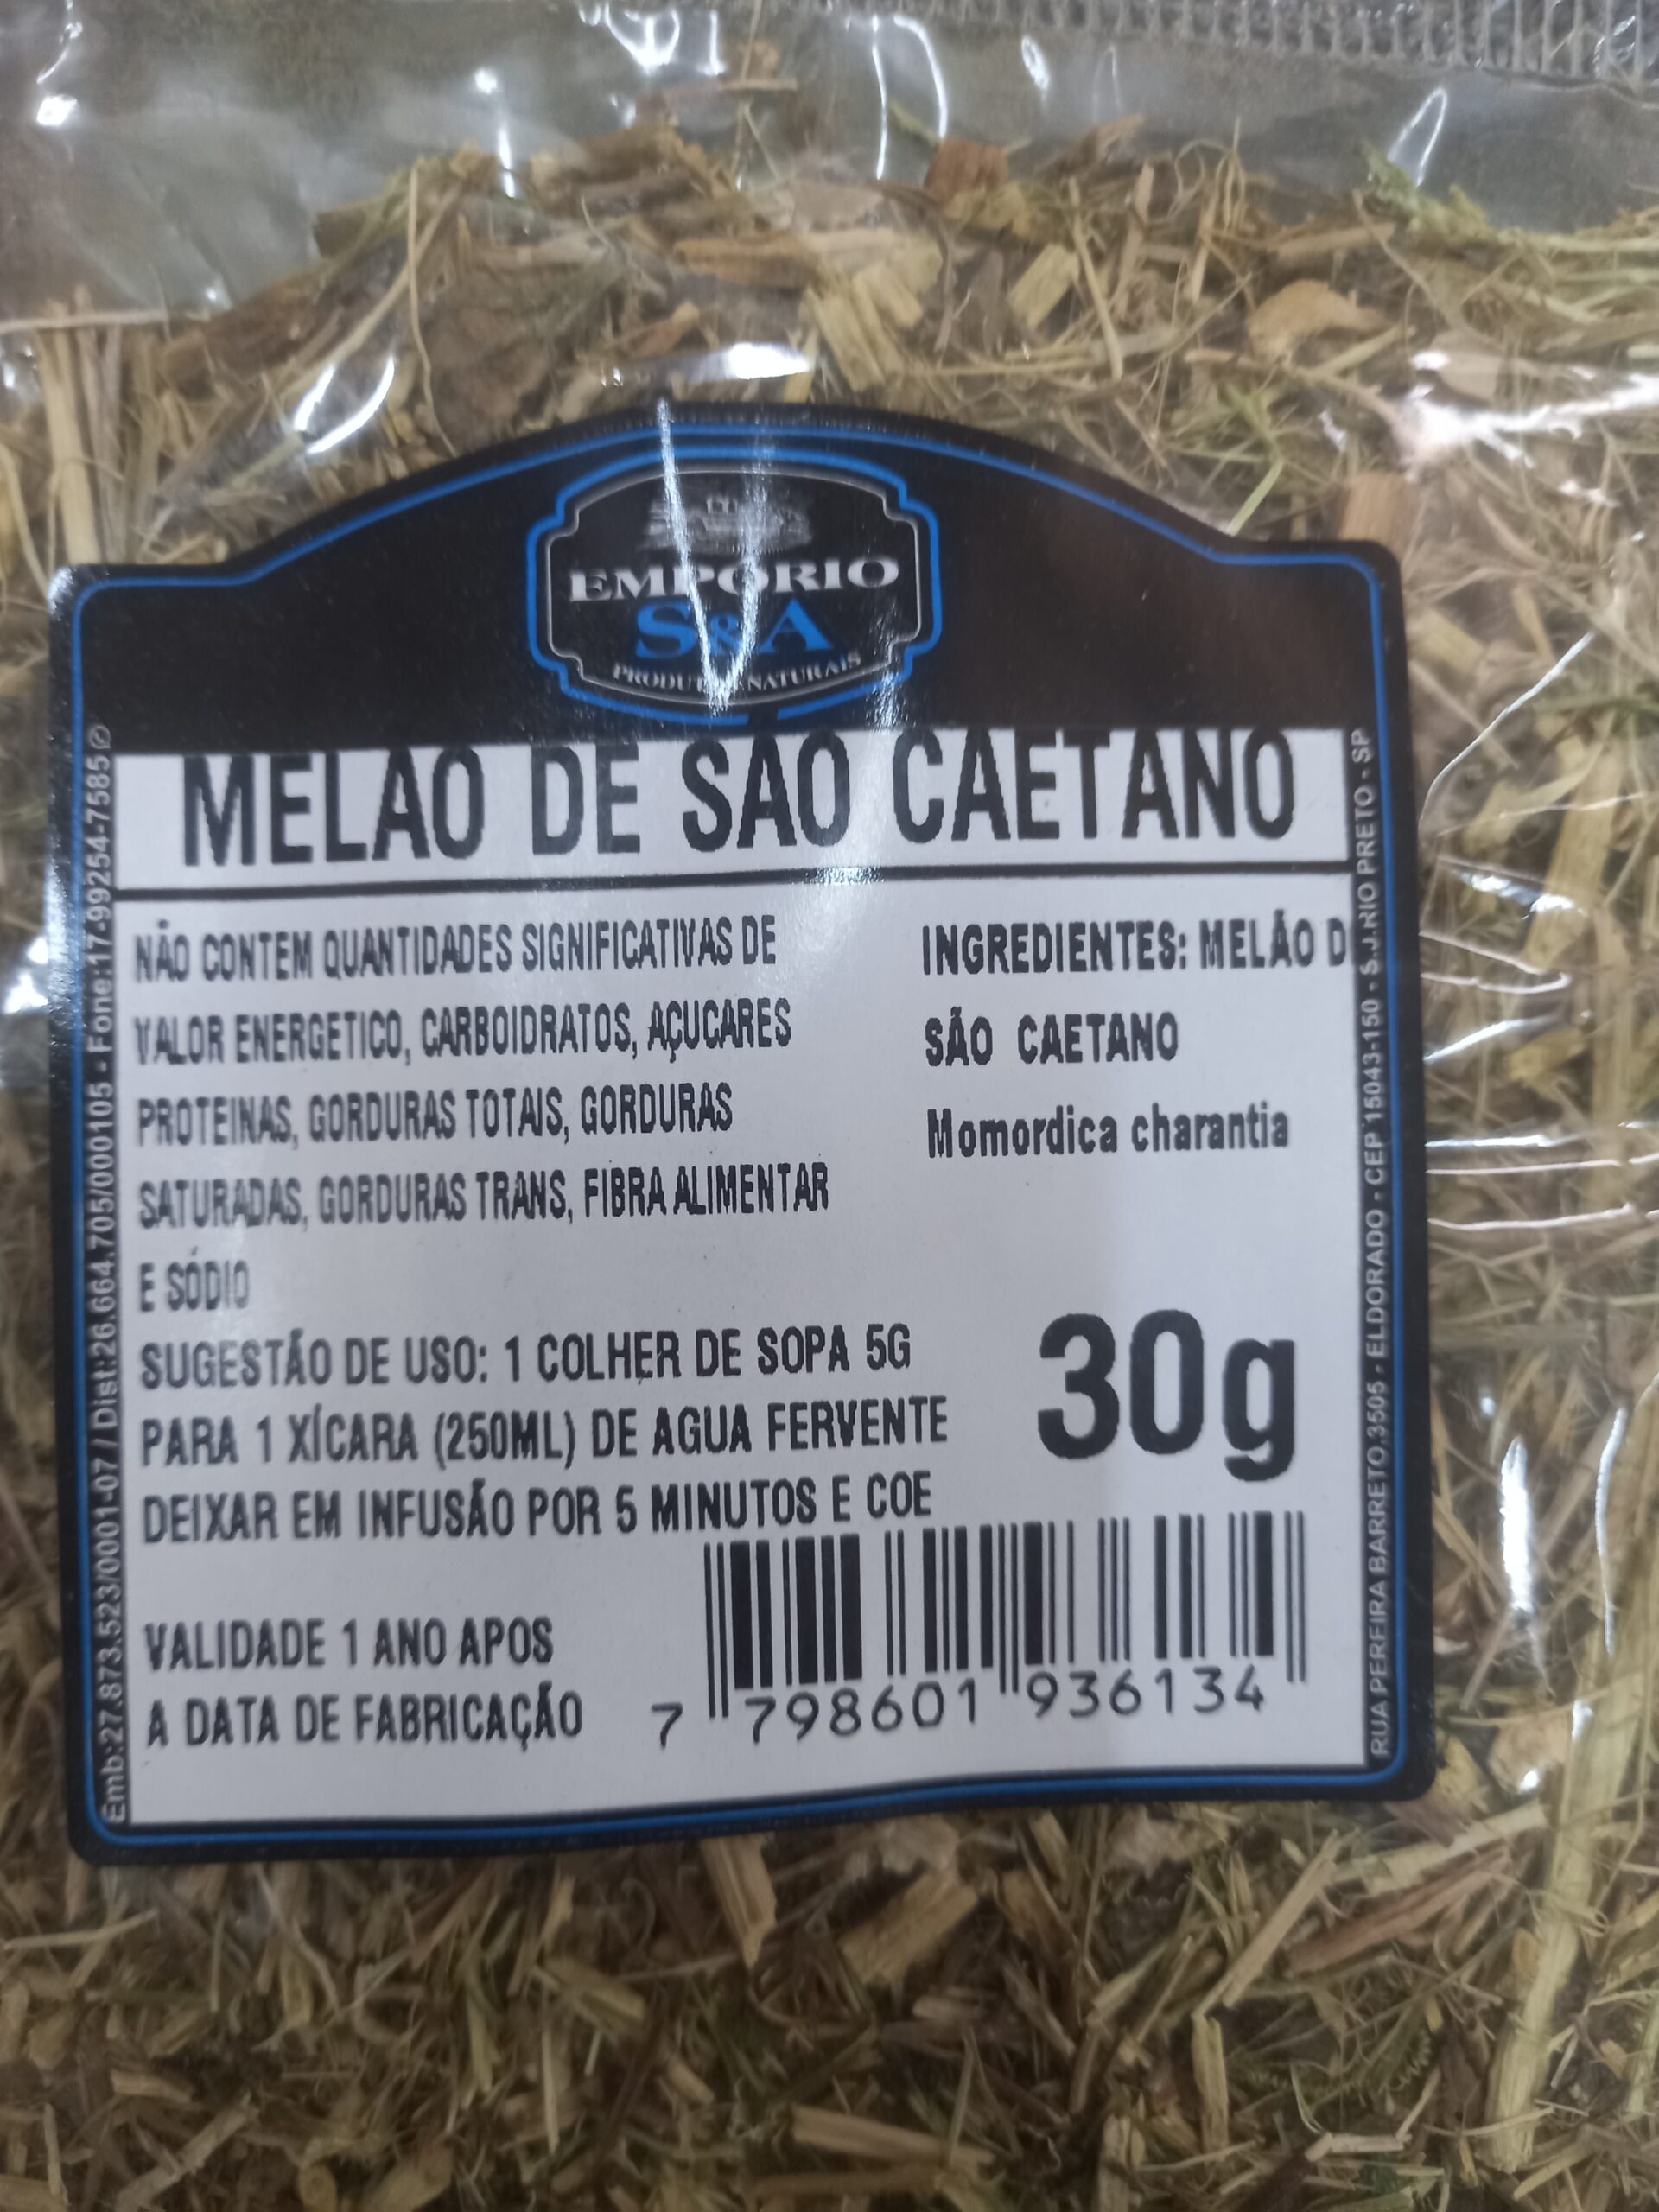 EMPÓRIO
S&A
PRODUTOS NATURAIS
MELÃO DE SÃO CAETANO
NÃO CONTEM QUANTIDADES SIGNIFICATIVAS DE
VALOR ENERGETICO, CARBOIDRATOS, AÇUCARES
PROTEINAS, GORDURAS TOTAIS, GORDURAS
SATURADAS, GORDURAS TRANS, FIBRA ALIMENTAR
E SÓDIO
SUGESTÃO DE USO: 1 COLHER DE SOPA 5G
PARA 1 XÍCARA (250ML) DE AGUA FERVENTE
DEIXAR EM INFUSÃO POR 5 MINUTOS E COE
VALIDADE 1 ANO APOS
A DATA DE FABRICAÇÃO
INGREDIENTES: MELÃO D
SÃO CAETANO
Momordica charantia
30g
7 798601 936134
Emb:27.873.523/0001-07 / Dist:26.664.705/000105 - Fone:17-99254-7585
RUA PEREIRA BARRETO,3505 - ELDORADO - CEP 15043-150 - S.J.RIO PRETO - SP